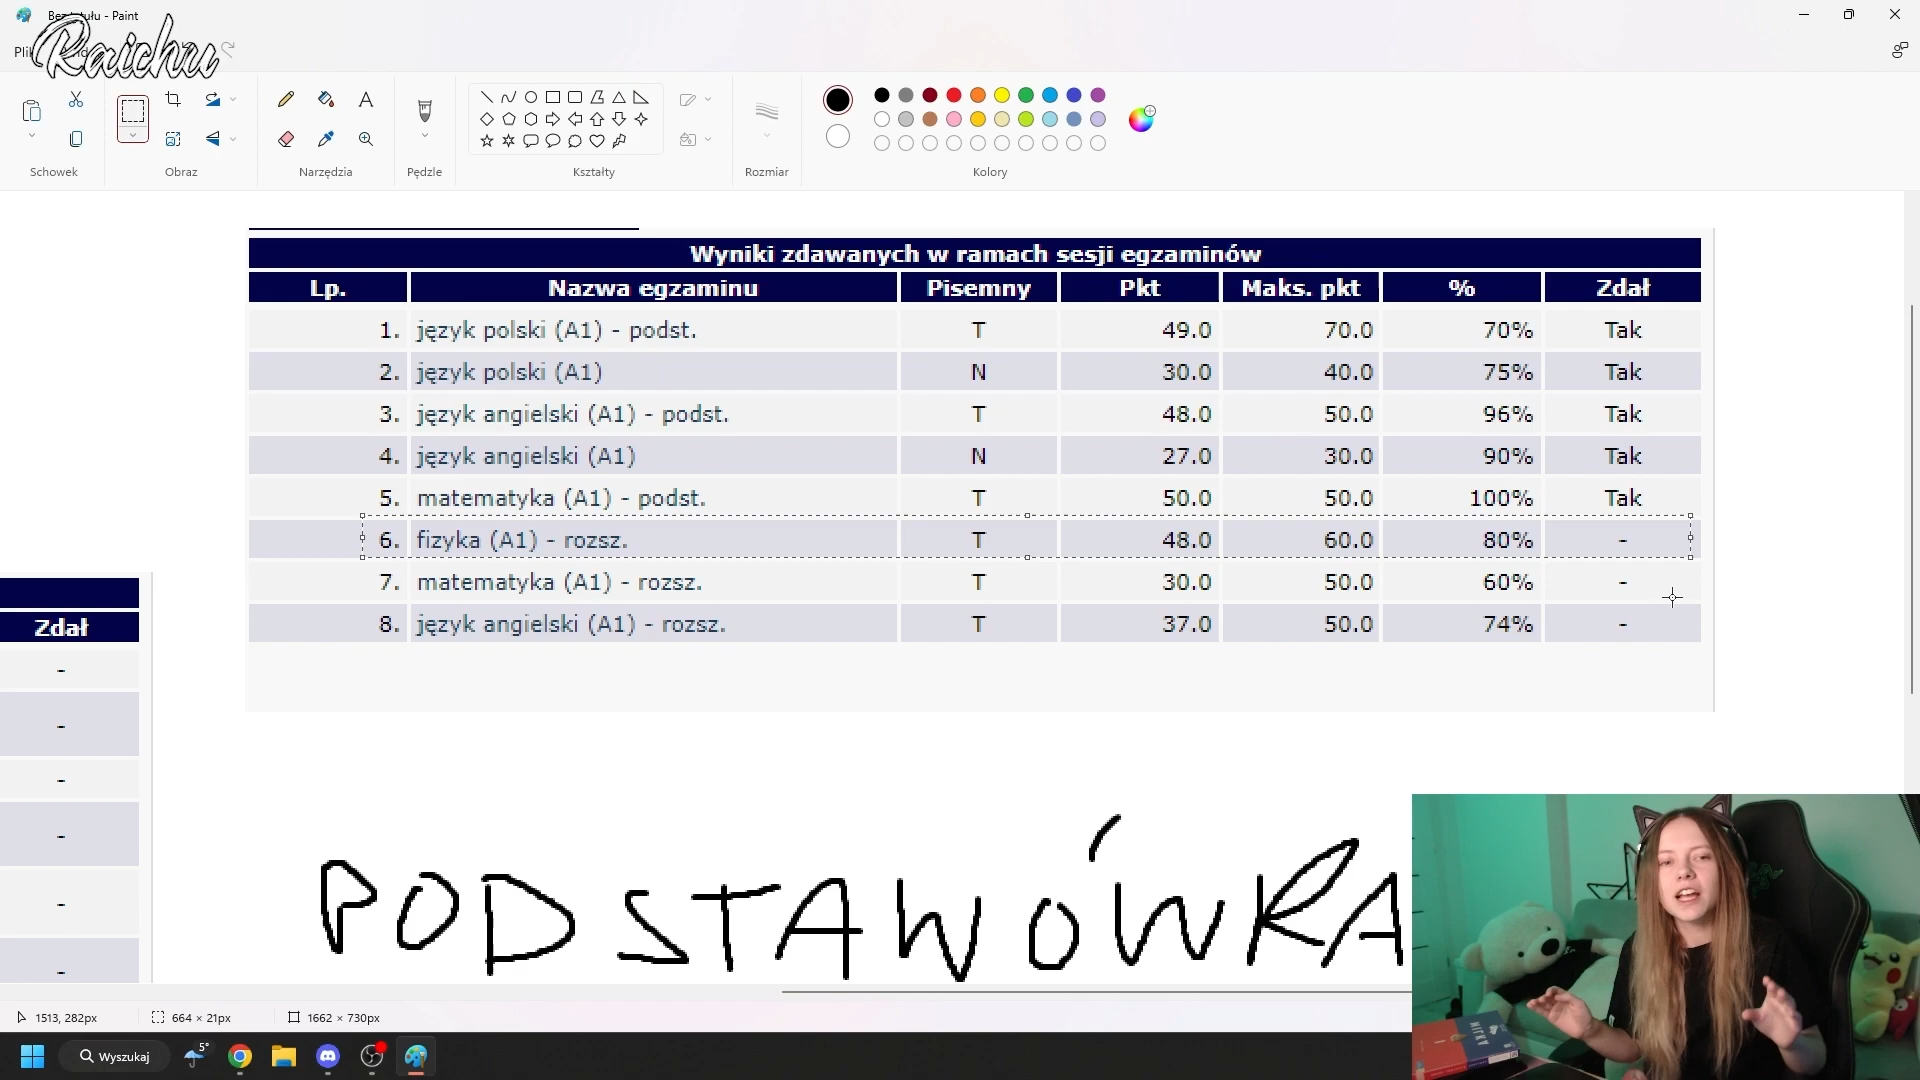 Bez tytułu - Paint
Raichu
Schowek
Obraz
Narzędzia
Pędzle
Kształty
Rozmiar
Kolory
Wyniki zdawanych w ramach sesji egzaminów
Lp. Nazwa egzaminu Pisemny Pkt Maks. pkt % Zdał
1. język polski (A1) - podst. T 49.0 70.0 70% Tak
2. język polski (A1) N 30.0 40.0 75% Tak
3. język angielski (A1) - podst. T 48.0 50.0 96% Tak
4. język angielski (A1) N 27.0 30.0 90% Tak
5. matematyka (A1) - podst. T 50.0 50.0 100% Tak
6. fizyka (A1) - rozsz. T 48.0 60.0 80% -
7. matematyka (A1) - rozsz. T 30.0 50.0 60% -
8. język angielski (A1) - rozsz. T 37.0 50.0 74% -
Zdał
-
-
-
-
-
-
PODSTAWÓWKA
1513, 282px 664 × 21px 1662 × 730px
Wyszukaj
5°